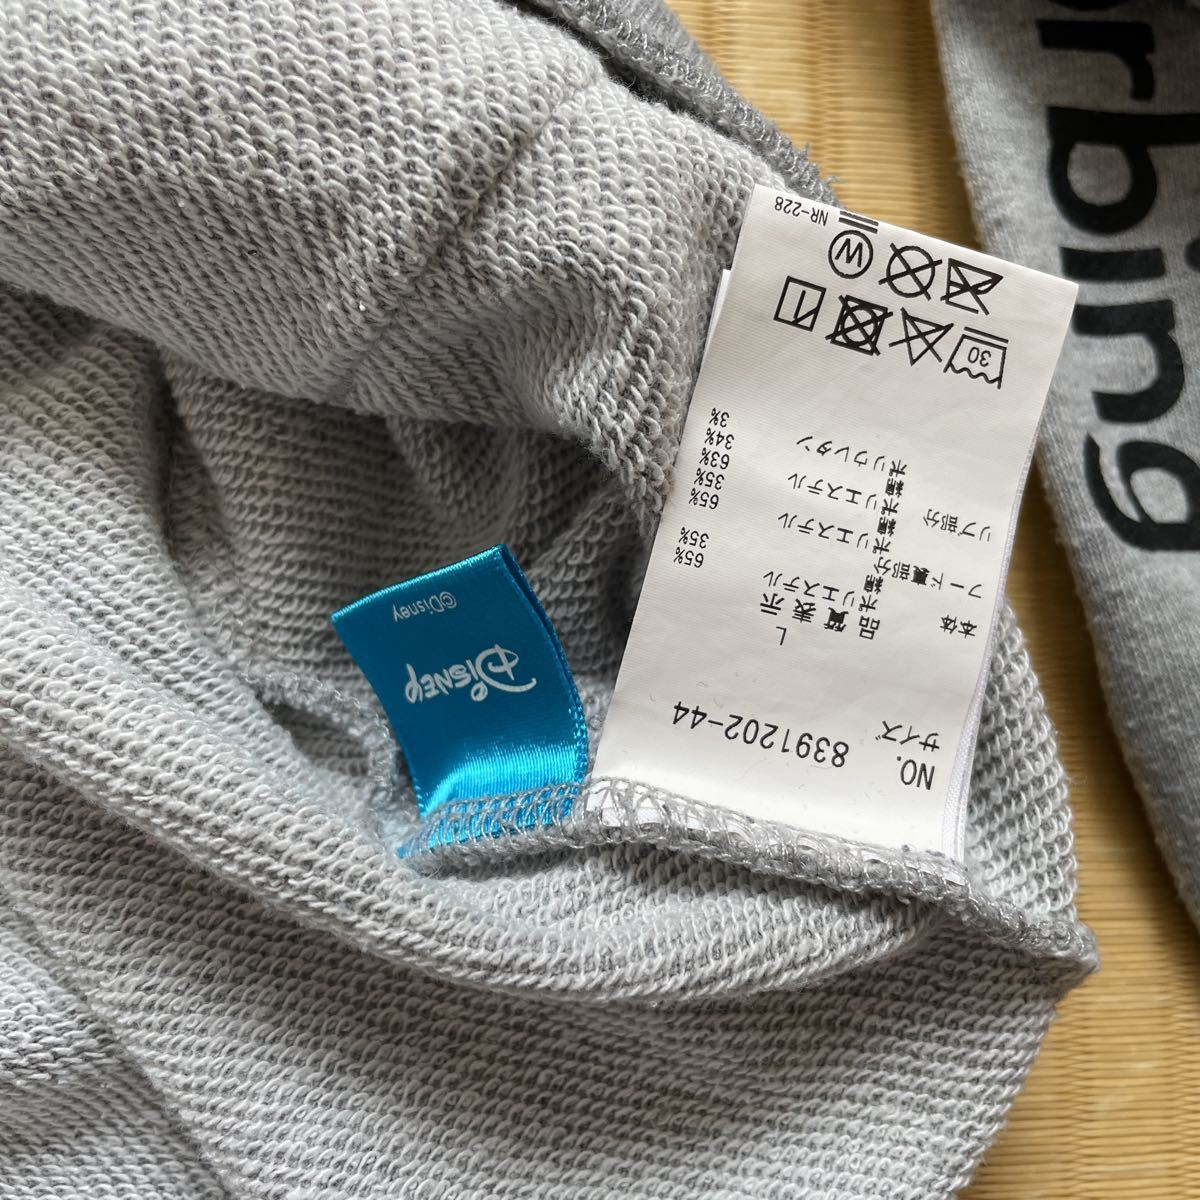 NO. 8391202-44
サイズ L
品質表示
本体 ポリエステル 65%
綿 35%
フード裏部分 ポリエステル 65%
綿 35%
リブ部分 ポリエステル 63%
綿 34%
ポリウレタン 3%
30
W
NR-228
Disney
©Disney
rbing